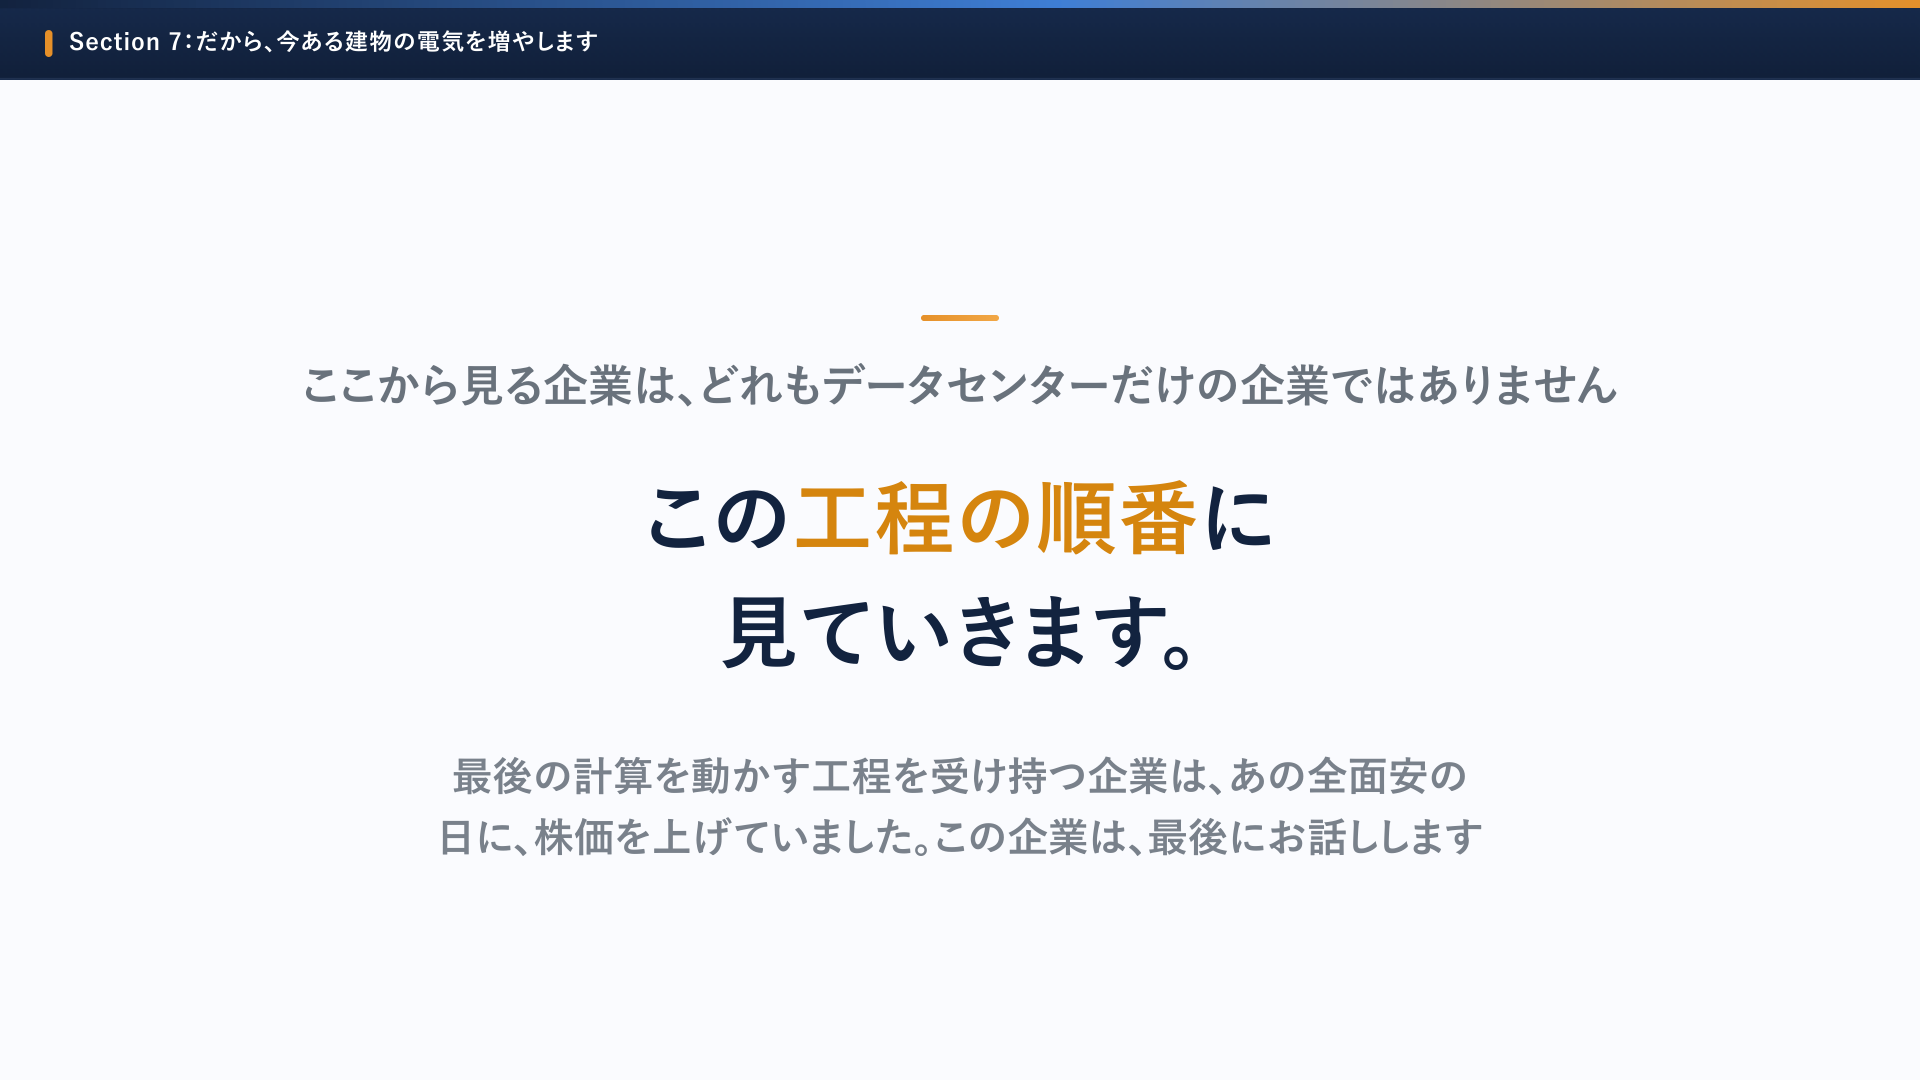 Section 7：だから、今ある建物の電気を増やします
ここから見る企業は、どれもデータセンターだけの企業ではありません
この工程の順番に
見ていきます。
最後の計算を動かす工程を受け持つ企業は、あの全面安の
日に、株価を上げていました。この企業は、最後にお話しします